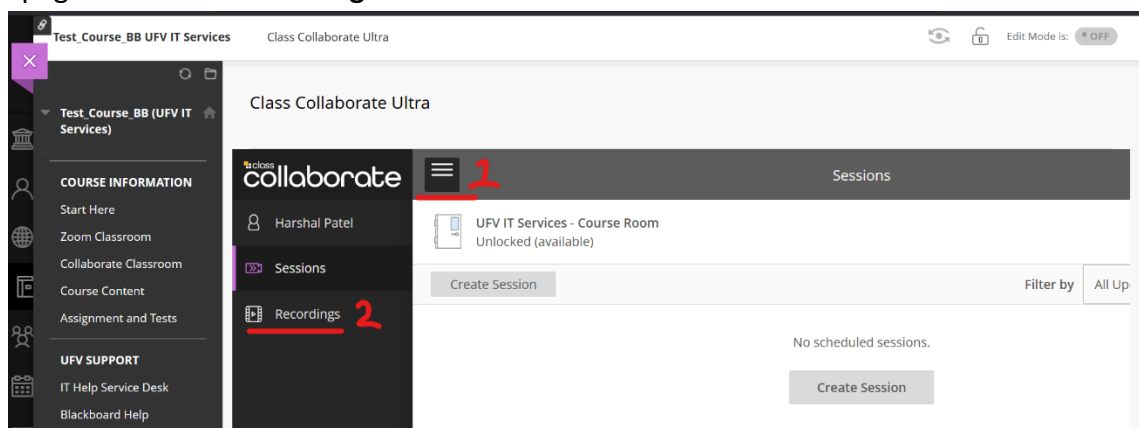 Test_Course_BB UFV IT Services Class Collaborate Ultra Edit Mode is: OFF
Test_Course_BB (UFV IT
Services)
COURSE INFORMATION
Start Here
Zoom Classroom
Collaborate Classroom
Course Content
Assignment and Tests
UFV SUPPORT
IT Help Service Desk
Blackboard Help
Class Collaborate Ultra
class
collaborate
Harshal Patel
Sessions
Recordings 2
1 Sessions
UFV IT Services - Course Room
Unlocked (available)
Create Session Filter by All Up
No scheduled sessions.
Create Session